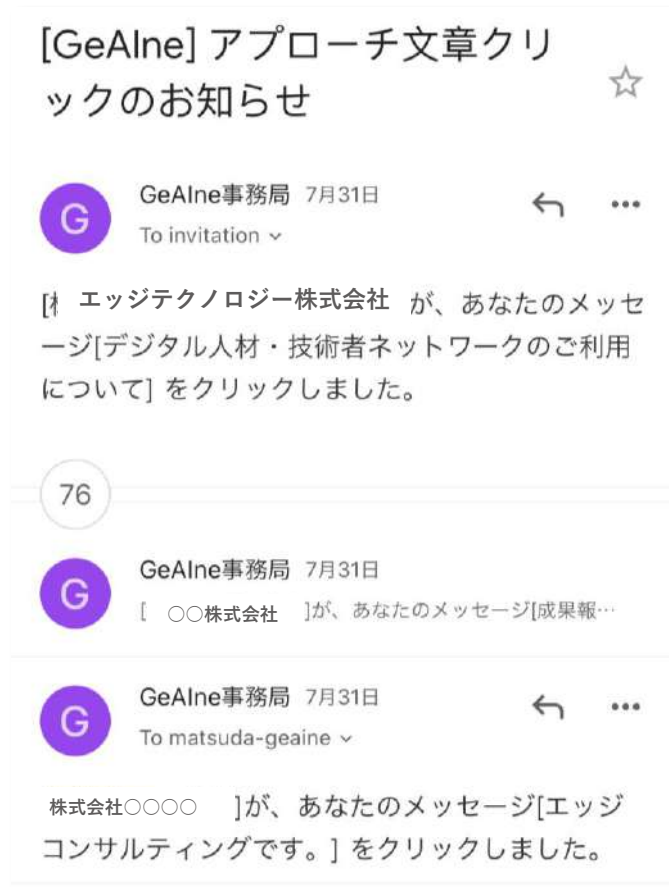 [GeAIne] アプローチ文章クリ
ックのお知らせ
G
GeAIne事務局 7月31日
To invitation
[ エッジテクノロジー株式会社 が、あなたのメッセ
ージ[デジタル人材・技術者ネットワークのご利用
について] をクリックしました。
76
G
GeAIne事務局 7月31日
[ ○○株式会社 ]が、あなたのメッセージ[成果報…
G
GeAIne事務局 7月31日
To matsuda-geaine
株式会社○○○○ ]が、あなたのメッセージ[エッジ
コンサルティングです。] をクリックしました。